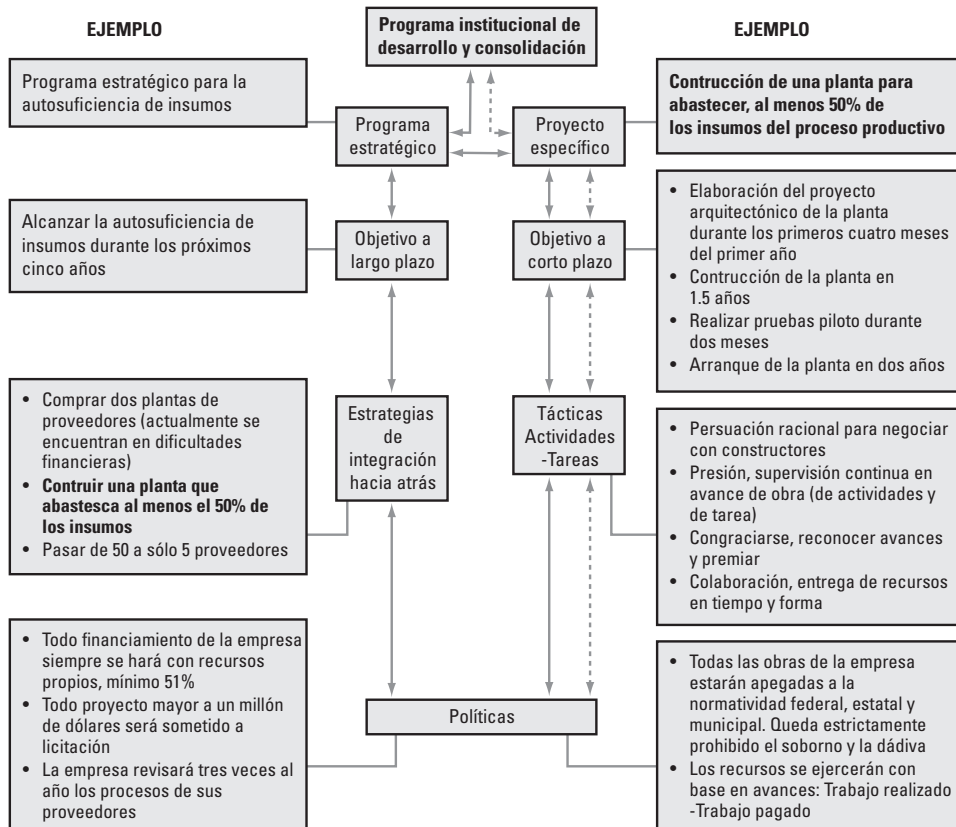 EJEMPLO
Programa institucional de
desarrollo y consolidación
EJEMPLO
Programa estratégico para la
autosuficiencia de insumos
Programa
estratégico
Proyecto
específico
Contrucción de una planta para
abastecer, al menos 50% de
los insumos del proceso productivo
Alcanzar la autosuficiencia de
insumos durante los próximos
cinco años
Objetivo a
largo plazo
Objetivo a
corto plazo
• Elaboración del proyecto
arquitectónico de la planta
durante los primeros cuatro meses
del primer año
• Contrucción de la planta en
1.5 años
• Realizar pruebas piloto durante
dos meses
• Arranque de la planta en dos años
• Comprar dos plantas de
proveedores (actualmente se
encuentran en dificultades
financieras)
• Contruir una planta que
abastesca al menos el 50% de
los insumos
• Pasar de 50 a sólo 5 proveedores
Estrategias
de
integración
hacia atrás
Tácticas
Actividades
-Tareas
• Persuación racional para negociar
con constructores
• Presión, supervisión continua en
avance de obra (de actividades y
de tarea)
• Congraciarse, reconocer avances
y premiar
• Colaboración, entrega de recursos
en tiempo y forma
• Todo financiamiento de la empresa
siempre se hará con recursos
propios, mínimo 51%
• Todo proyecto mayor a un millón
de dólares será sometido a
licitación
• La empresa revisará tres veces al
año los procesos de sus
proveedores
Políticas
• Todas las obras de la empresa
estarán apegadas a la
normatividad federal, estatal y
municipal. Queda estrictamente
prohibido el soborno y la dádiva
• Los recursos se ejercerán con
base en avances: Trabajo realizado
-Trabajo pagado